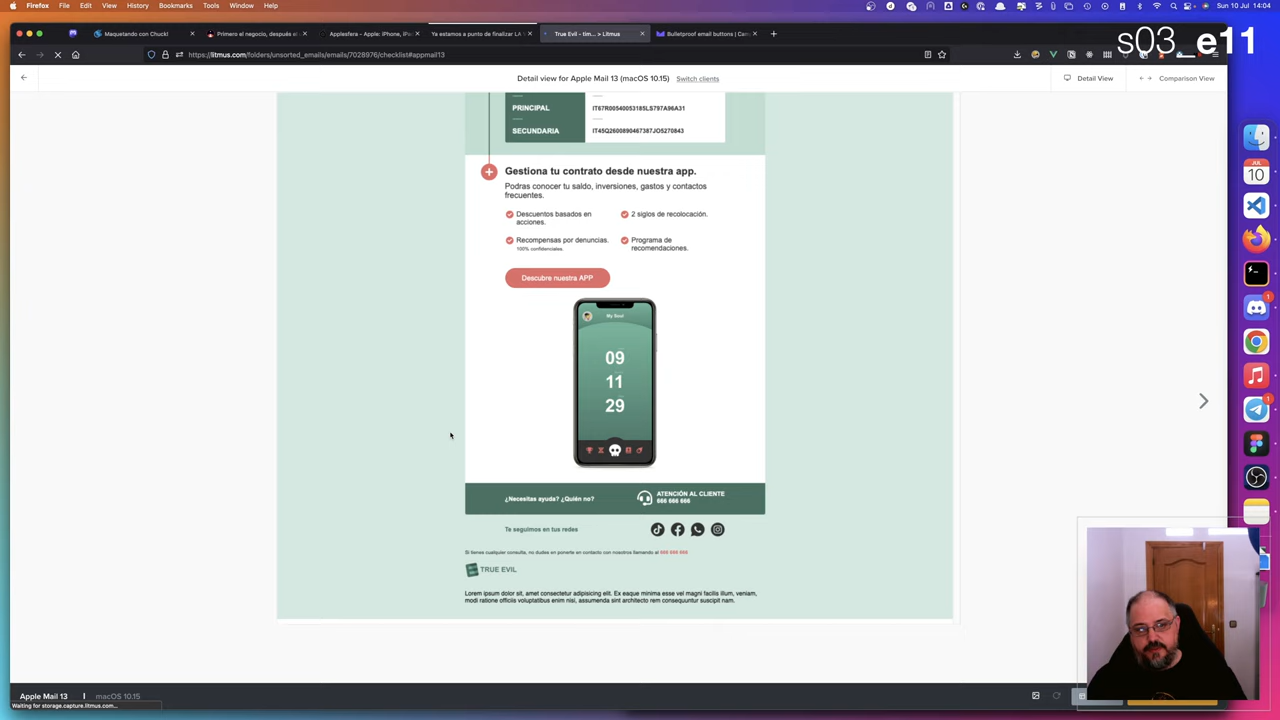 Firefox File Edit View History Bookmarks Tools Window Help
Sun 10 Jul 14:04
Maquetando con Chuck!
Primero el negocio, después al
Applesfera - Apple: iPhone, iPa
Ya estamos a punto de finalizar LA
True Evil - tim... > | Litmus
Bulletproof email buttons | Ca
s03 e11
https://litmus.com/folders/unsorted_emails/emails/7028976/checklist#appmail13
Detail view for Apple Mail 13 (macOS 10.15) Switch clients
Detail View
Comparison View
PRINCIPAL
IT67R00540053185LS797A96A31
SECUNDARIA
IT45Q2600890467387JO5270843
Gestiona tu contrato desde nuestra app.
Podras conocer tu saldo, inversiones, gastos y contactos
frecuentes.
Descuentos basados en
acciones.
2 siglos de recolocación.
Recompensas por denuncias.
100% confidenciales.
Programa de
recomendaciones.
Descubre nuestra APP
My Soul
09
11
29
¿Necesitas ayuda? ¿Quién no?
ATENCIÓN AL CLIENTE
666 666 666
Te seguimos en tus redes
Si tienes cualquier consulta, no dudes en ponerte en contacto con nosotros llamando al 666 666 666
TRUE EVIL
Lorem ipsum dolor sit, amet consectetur adipisicing elit. Ex eaque minima esse vel magni facilis illum, veniam,
modi ratione officiis voluptatibus enim nisi, assumenda sint architecto rem consequuntur suscipit nam.
JUL
10
Apple Mail 13 | macOS 10.15
Waiting for storage.capture.litmus.com...